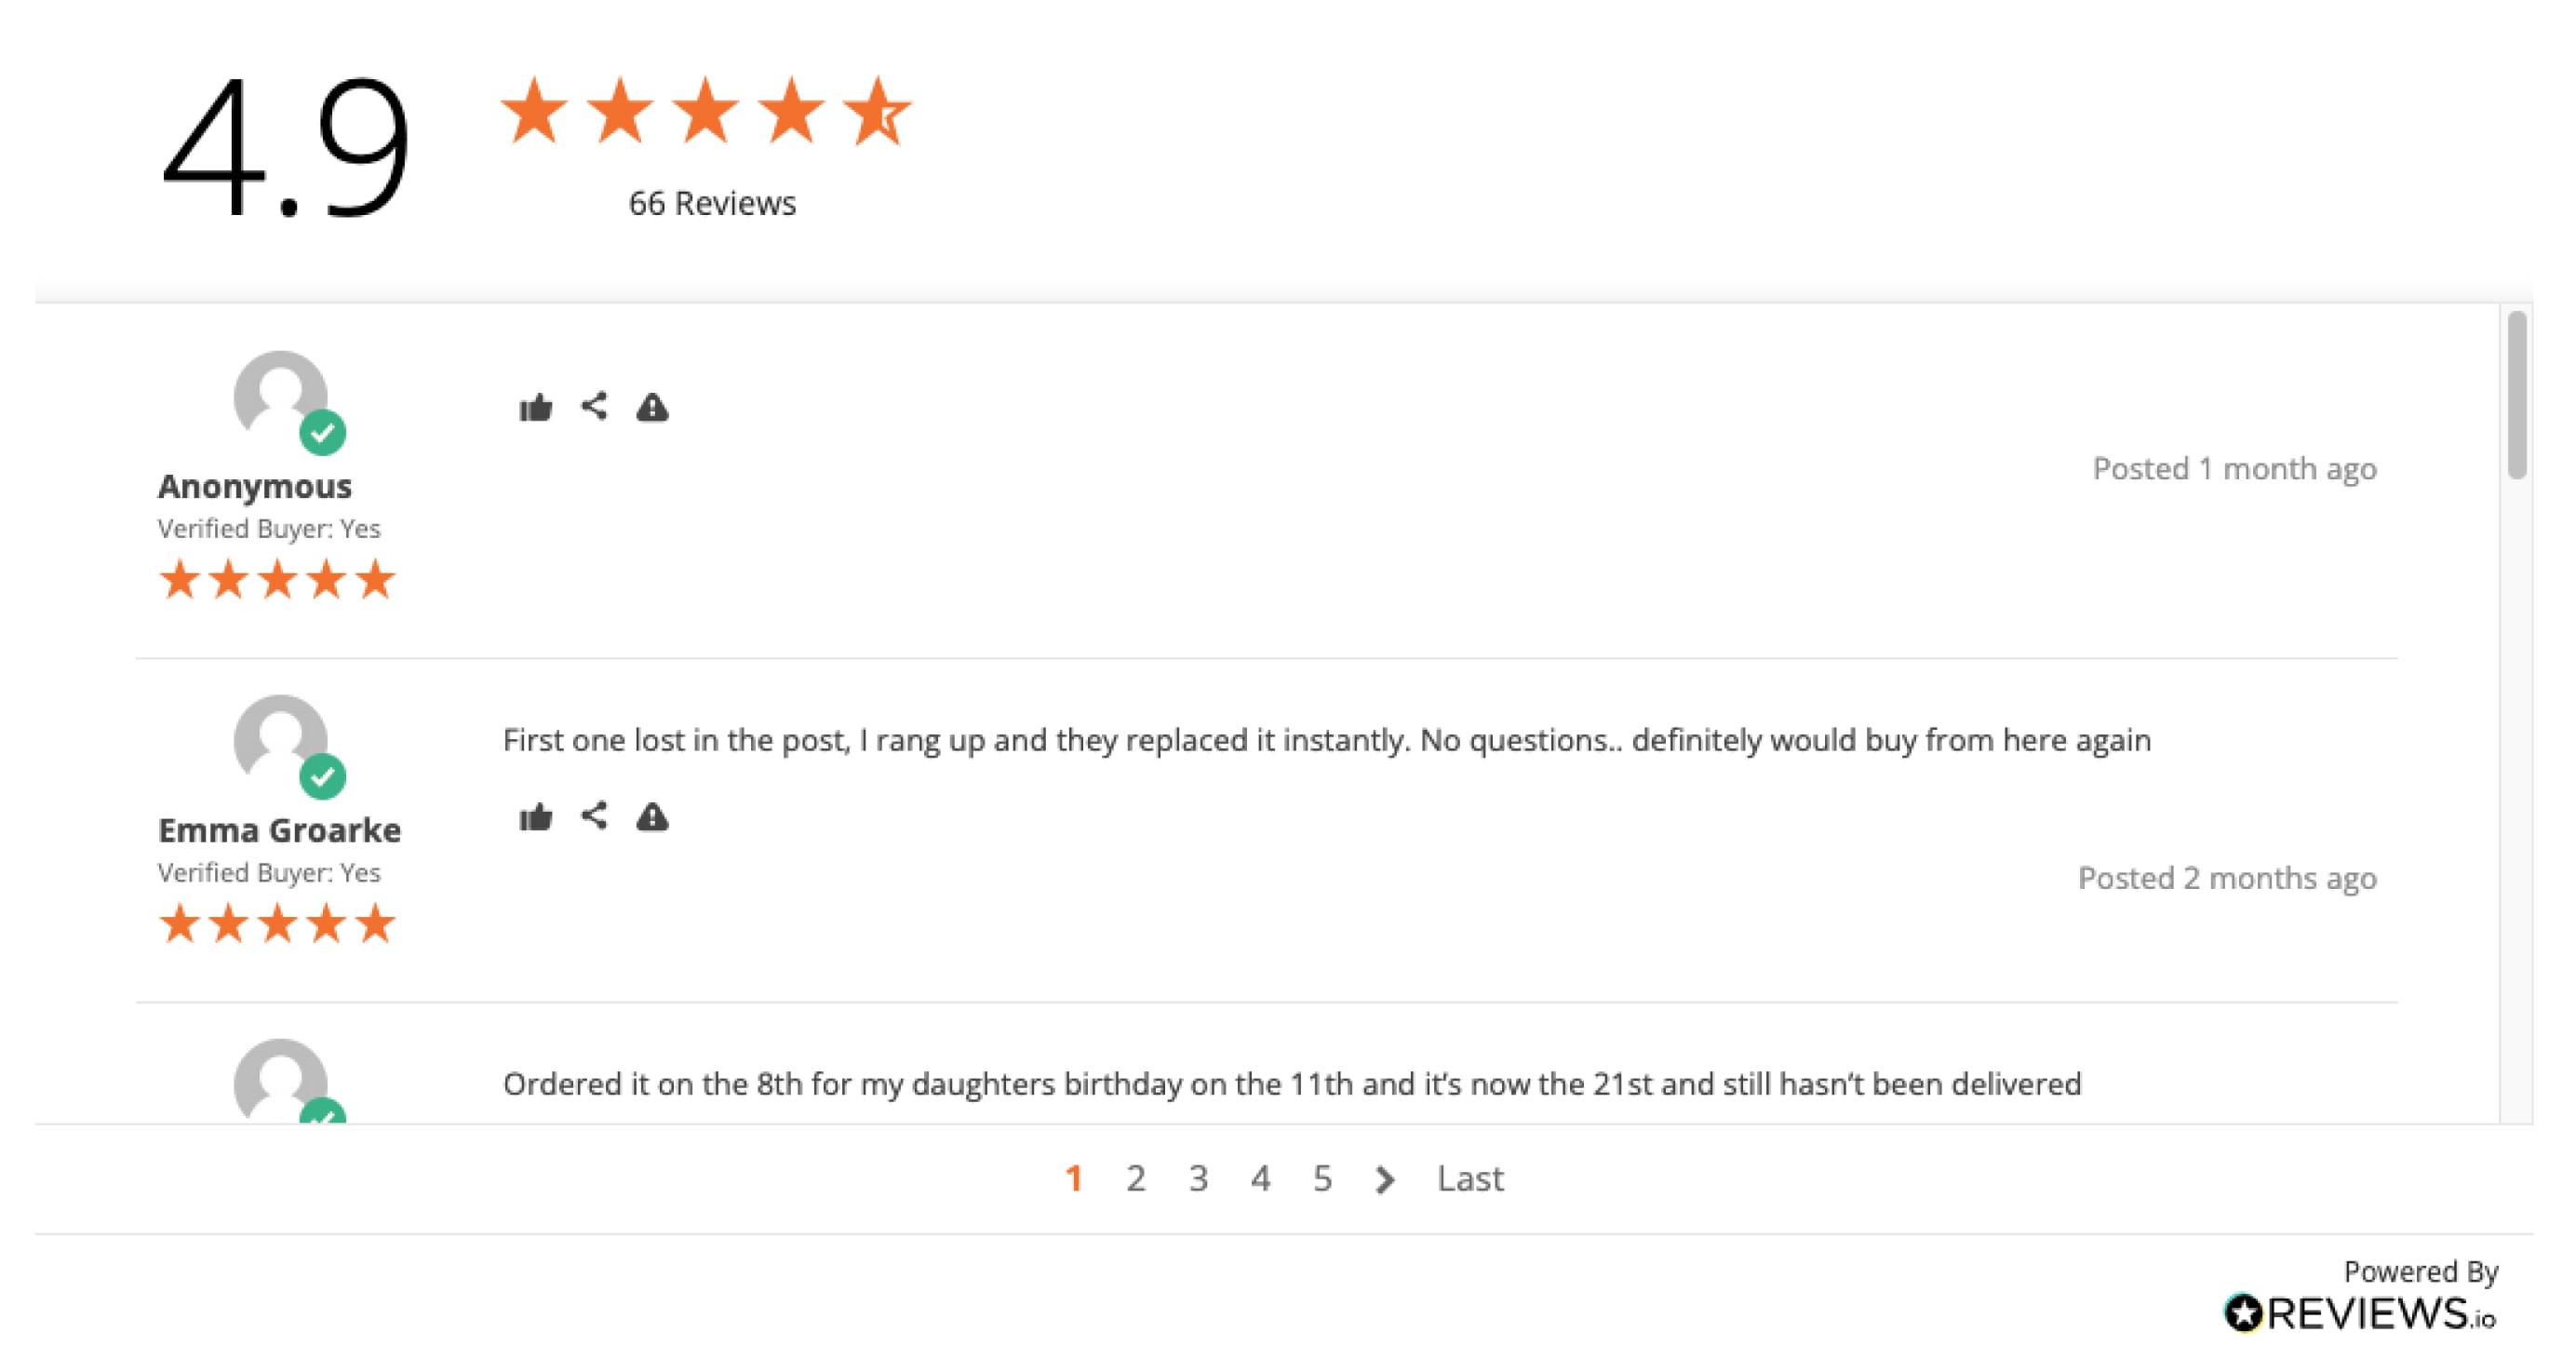 4.9
66 Reviews
Anonymous
Verified Buyer: Yes
Posted 1 month ago
First one lost in the post, I rang up and they replaced it instantly. No questions.. definitely would buy from here again
Emma Groarke
Verified Buyer: Yes
Posted 2 months ago
Ordered it on the 8th for my daughters birthday on the 11th and it's now the 21st and still hasn't been delivered
1 2 3 4 5 Last
Powered By
REVIEWS.io